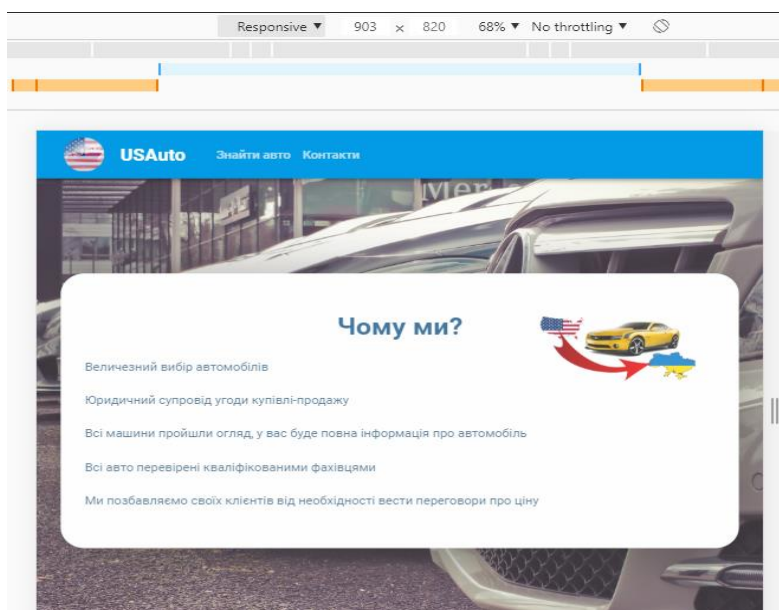 Responsive ▼ 903 × 820 68% ▼ No throttling ▼
USAuto Знайти авто Контакти
Mer
Чому ми?
Величезний вибір автомобілів
Юридичний супровід угоди купівлі-продажу
Всі машини пройшли огляд, у вас буде повна інформація про автомобіль
Всі авто перевірені кваліфікованими фахівцями
Ми позбавляємо своїх клієнтів від необхідності вести переговори про ціну